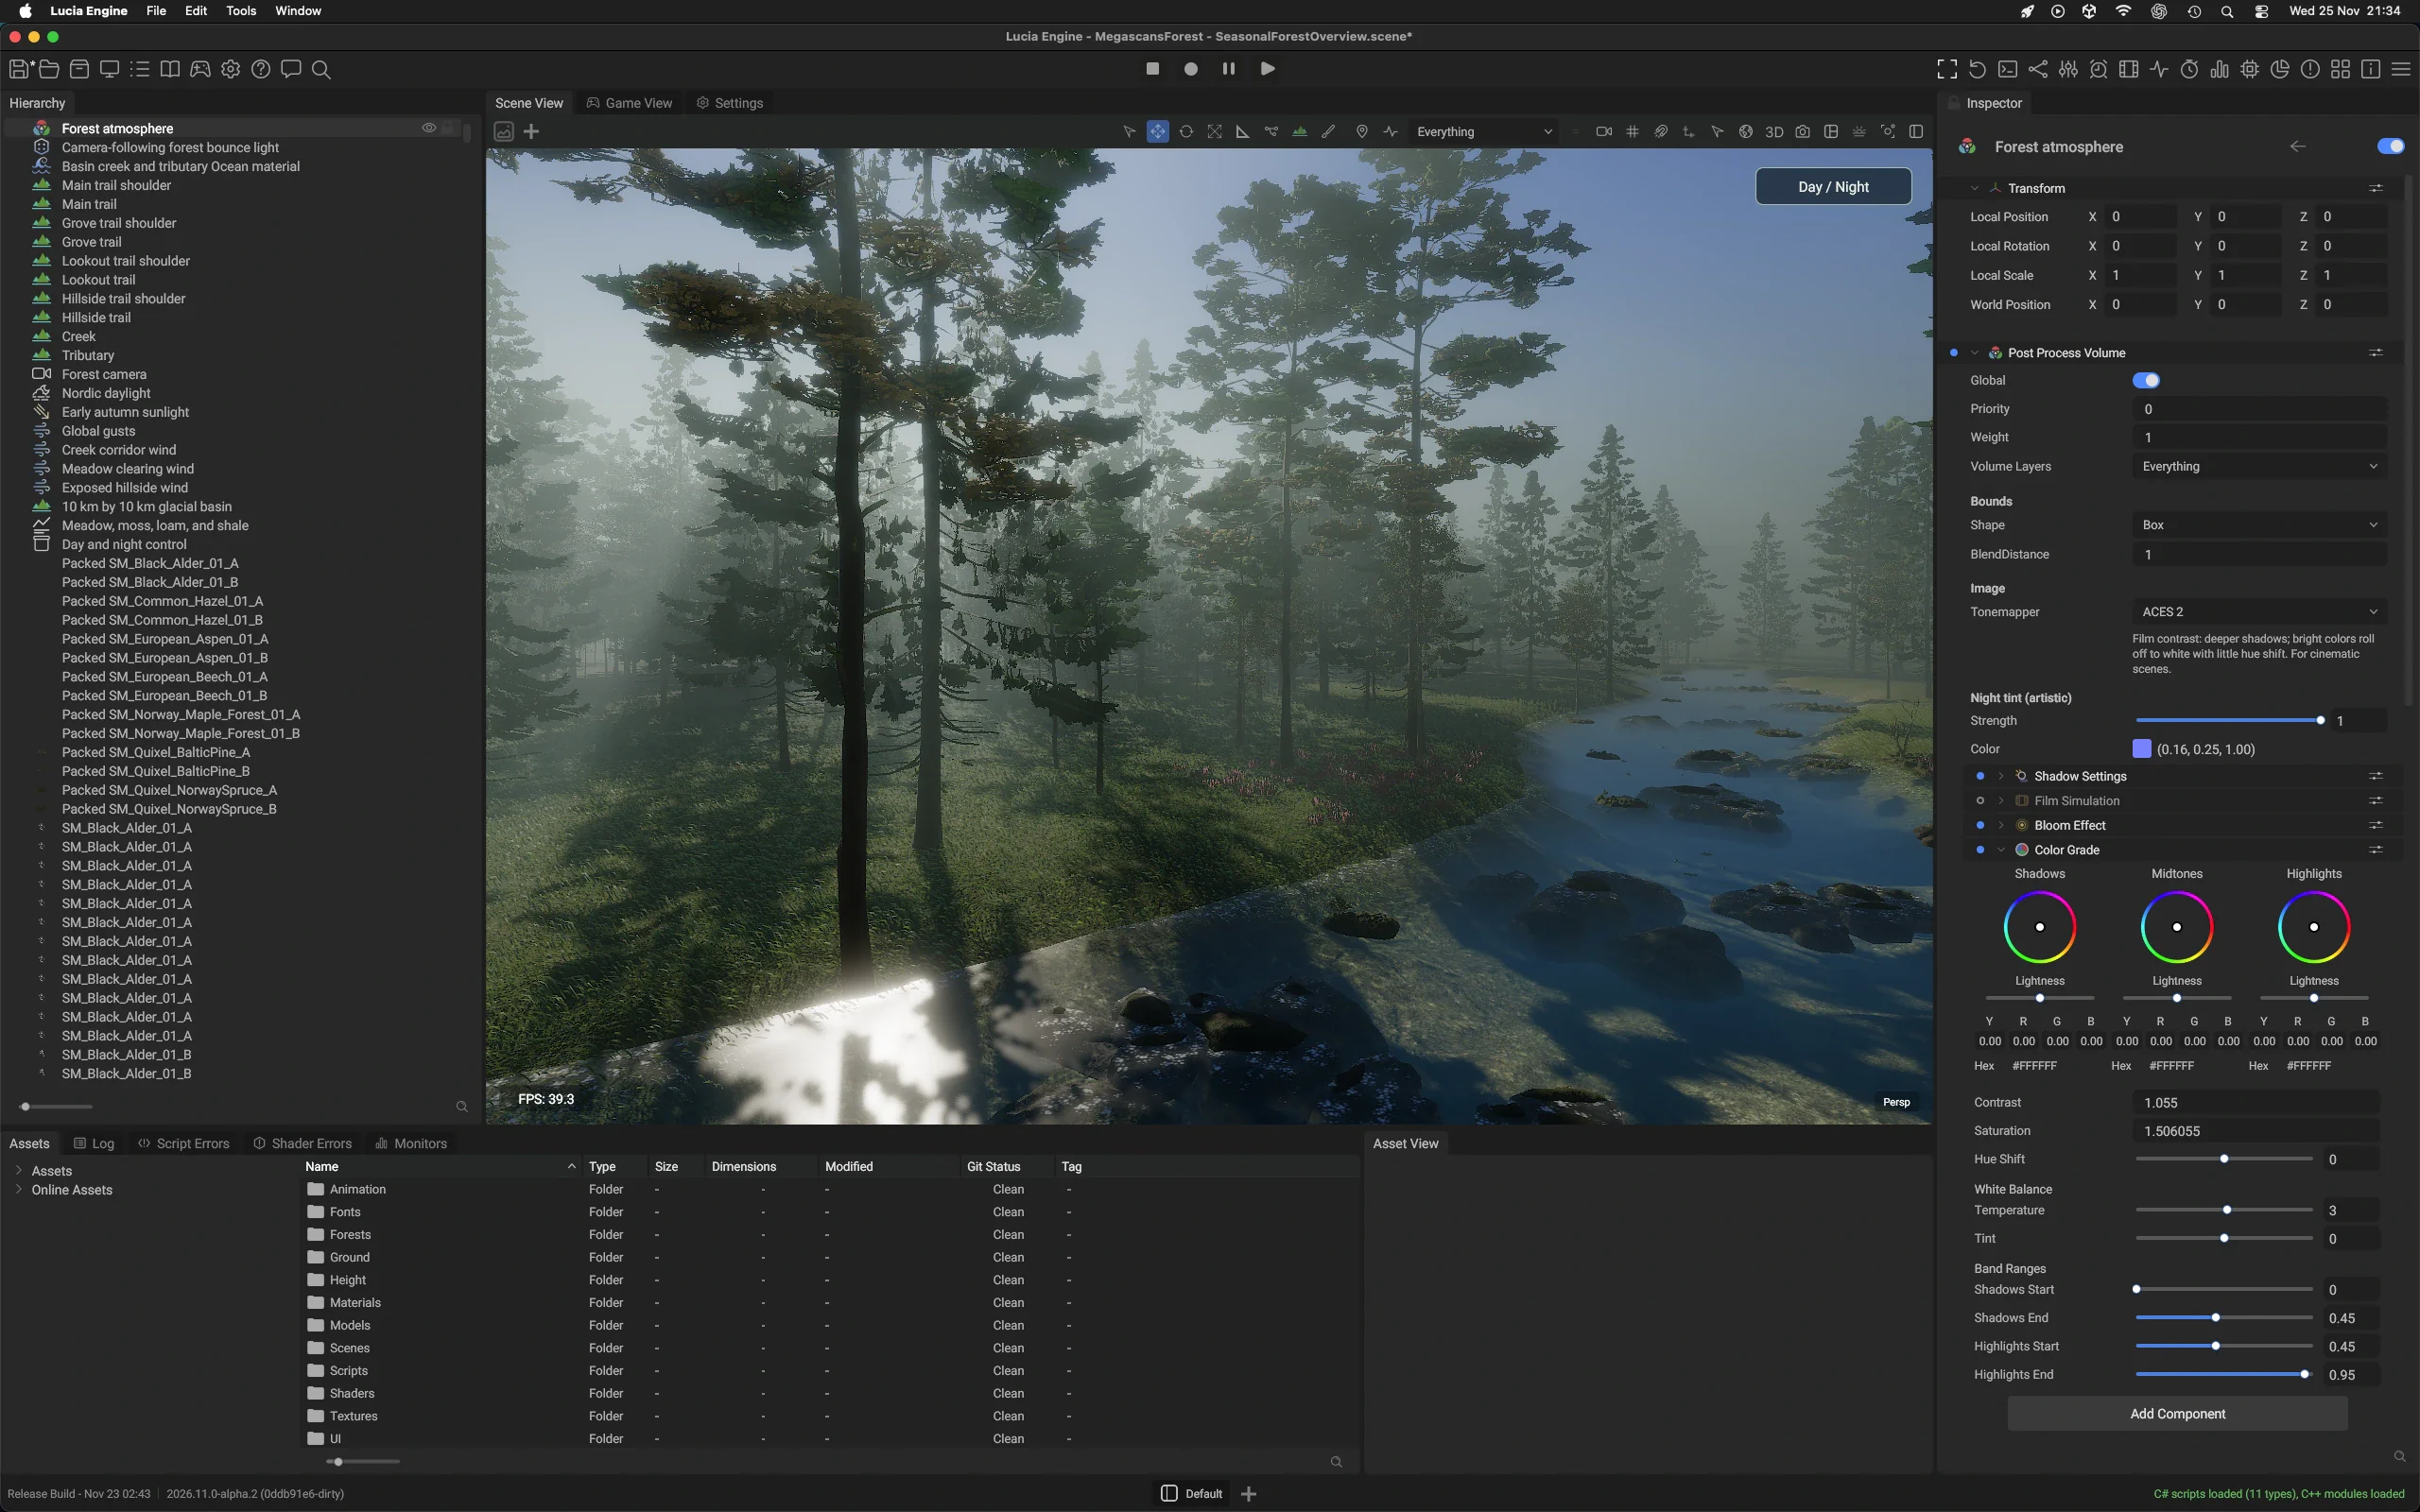 Lucia Engine File Edit Tools Window
Wed 25 Nov 21:34
Lucia Engine - MegascansForest - SeasonalForestOverview.scene*
Hierarchy
Forest atmosphere
Camera-following forest bounce light
Basin creek and tributary Ocean material
Main trail shoulder
Main trail
Grove trail shoulder
Grove trail
Lookout trail shoulder
Lookout trail
Hillside trail shoulder
Hillside trail
Creek
Tributary
Forest camera
Nordic daylight
Early autumn sunlight
Global gusts
Creek corridor wind
Meadow clearing wind
Exposed hillside wind
10 km by 10 km glacial basin
Meadow, moss, loam, and shale
Day and night control
Packed SM_Black_Alder_01_A
Packed SM_Black_Alder_01_B
Packed SM_Common_Hazel_01_A
Packed SM_Common_Hazel_01_B
Packed SM_European_Aspen_01_A
Packed SM_European_Aspen_01_B
Packed SM_European_Beech_01_A
Packed SM_European_Beech_01_B
Packed SM_Norway_Maple_Forest_01_A
Packed SM_Norway_Maple_Forest_01_B
Packed SM_Quixel_BalticPine_A
Packed SM_Quixel_BalticPine_B
Packed SM_Quixel_NorwaySpruce_A
Packed SM_Quixel_NorwaySpruce_B
SM_Black_Alder_01_A
SM_Black_Alder_01_A
SM_Black_Alder_01_A
SM_Black_Alder_01_A
SM_Black_Alder_01_A
SM_Black_Alder_01_A
SM_Black_Alder_01_A
SM_Black_Alder_01_A
SM_Black_Alder_01_A
SM_Black_Alder_01_A
SM_Black_Alder_01_A
SM_Black_Alder_01_A
SM_Black_Alder_01_B
SM_Black_Alder_01_B
Scene View Game View Settings
Everything
3D
Day / Night
FPS: 39.3
Persp
Inspector
Forest atmosphere
Transform
Local Position X 0 Y 0 Z 0
Local Rotation X 0 Y 0 Z 0
Local Scale X 1 Y 1 Z 1
World Position X 0 Y 0 Z 0
Post Process Volume
Global
Priority 0
Weight 1
Volume Layers Everything
Bounds
Shape Box
BlendDistance 1
Image
Tonemapper ACES 2
Film contrast: deeper shadows; bright colors roll
off to white with little hue shift. For cinematic
scenes.
Night tint (artistic)
Strength 1
Color (0.16, 0.25, 1.00)
Shadow Settings
Film Simulation
Bloom Effect
Color Grade
Shadows Midtones Highlights
Lightness Lightness Lightness
Y R G B Y R G B Y R G B
0.00 0.00 0.00 0.00 0.00 0.00 0.00 0.00 0.00 0.00 0.00 0.00
Hex #FFFFFF Hex #FFFFFF Hex #FFFFFF
Contrast 1.055
Saturation 1.506055
Hue Shift 0
White Balance
Temperature 3
Tint 0
Band Ranges
Shadows Start 0
Shadows End 0.45
Highlights Start 0.45
Highlights End 0.95
Add Component
Assets Log Script Errors Shader Errors Monitors
Assets
Online Assets
Name Type Size Dimensions Modified Git Status Tag
Animation Folder - - - Clean -
Fonts Folder - - - Clean -
Forests Folder - - - Clean -
Ground Folder - - - Clean -
Height Folder - - - Clean -
Materials Folder - - - Clean -
Models Folder - - - Clean -
Scenes Folder - - - Clean -
Scripts Folder - - - Clean -
Shaders Folder - - - Clean -
Textures Folder - - - Clean -
UI Folder - - - Clean -
Asset View
Release Build - Nov 23 02:43 2026.11.0-alpha.2 (0ddb91e6-dirty)
Default
C# scripts loaded (11 types), C++ modules loaded